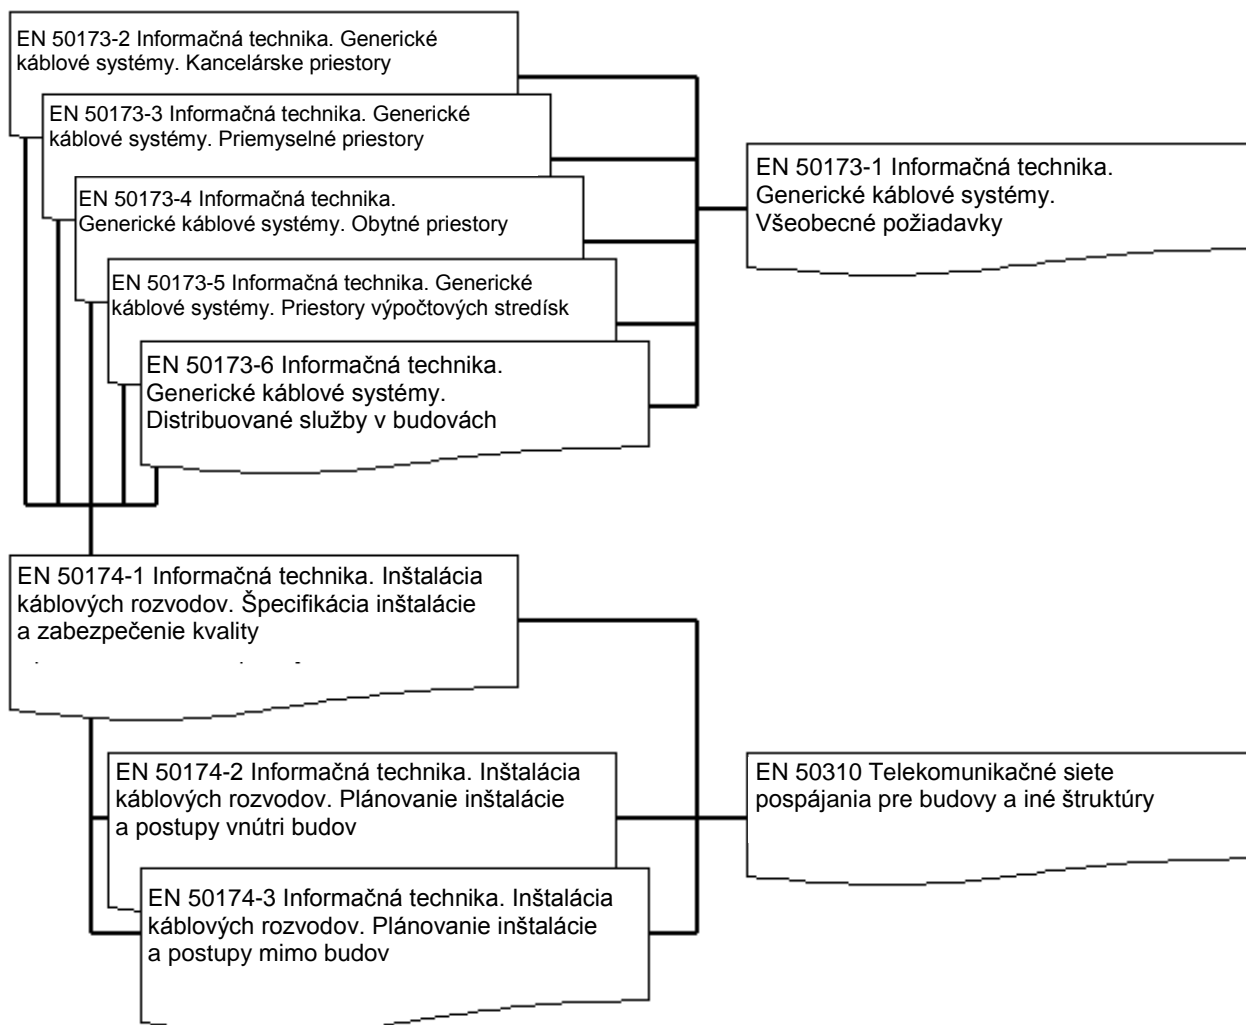 EN 50173-2 Informačná technika. Generické
káblové systémy. Kancelárske priestory
EN 50173-3 Informačná technika. Generické
káblové systémy. Priemyselné priestory
EN 50173-4 Informačná technika.
Generické káblové systémy. Obytné priestory
EN 50173-5 Informačná technika. Generické
káblové systémy. Priestory výpočtových stredísk
EN 50173-6 Informačná technika.
Generické káblové systémy.
Distribuované služby v budovách
EN 50173-1 Informačná technika.
Generické káblové systémy.
Všeobecné požiadavky
EN 50174-1 Informačná technika. Inštalácia
káblových rozvodov. Špecifikácia inštalácie
a zabezpečenie kvality
EN 50174-2 Informačná technika. Inštalácia
káblových rozvodov. Plánovanie inštalácie
a postupy vnútri budov
EN 50174-3 Informačná technika. Inštalácia
káblových rozvodov. Plánovanie inštalácie
a postupy mimo budov
EN 50310 Telekomunikačné siete
pospájania pre budovy a iné štruktúry